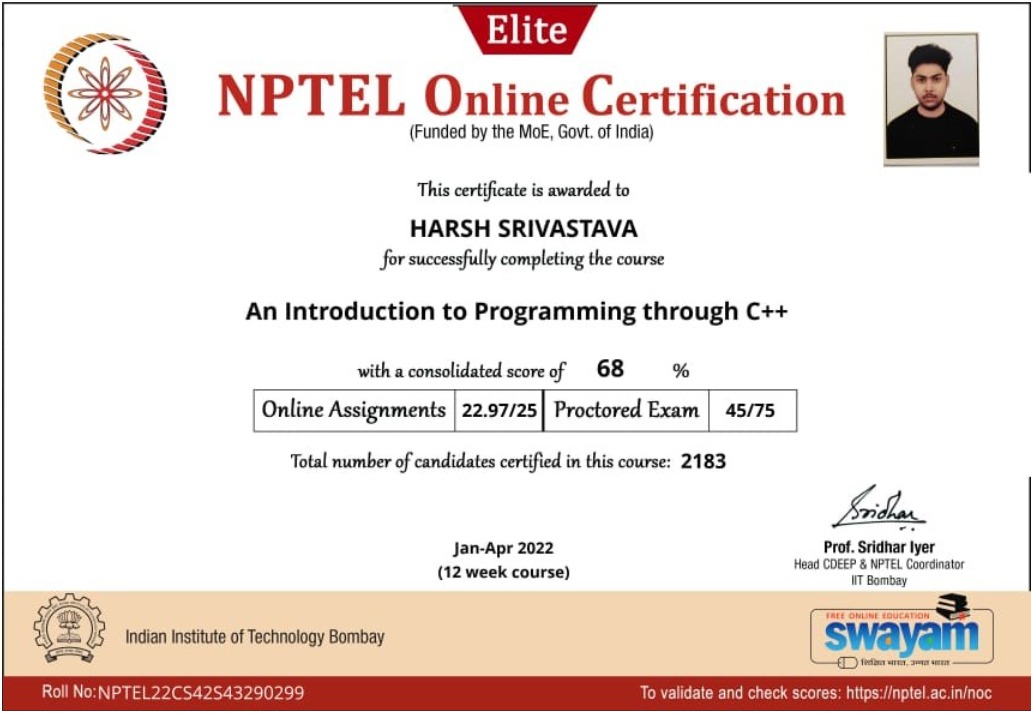 Elite
NPTEL Online Certification
(Funded by the MoE, Govt. of India)
This certificate is awarded to
HARSH SRIVASTAVA
for successfully completing the course
An Introduction to Programming through C++
with a consolidated score of 68 %
Online Assignments 22.97/25 Proctored Exam 45/75
Total number of candidates certified in this course: 2183
Sridhar
Jan-Apr 2022
(12 week course)
Prof. Sridhar Iyer
Head CDEEP & NPTEL Coordinator
IIT Bombay
Indian Institute of Technology Bombay
FREE ONLINE EDUCATION
swayam
शिक्षित भारत, उन्नत भारत
Roll No:NPTEL22CS42S43290299
To validate and check scores: https://nptel.ac.in/noc